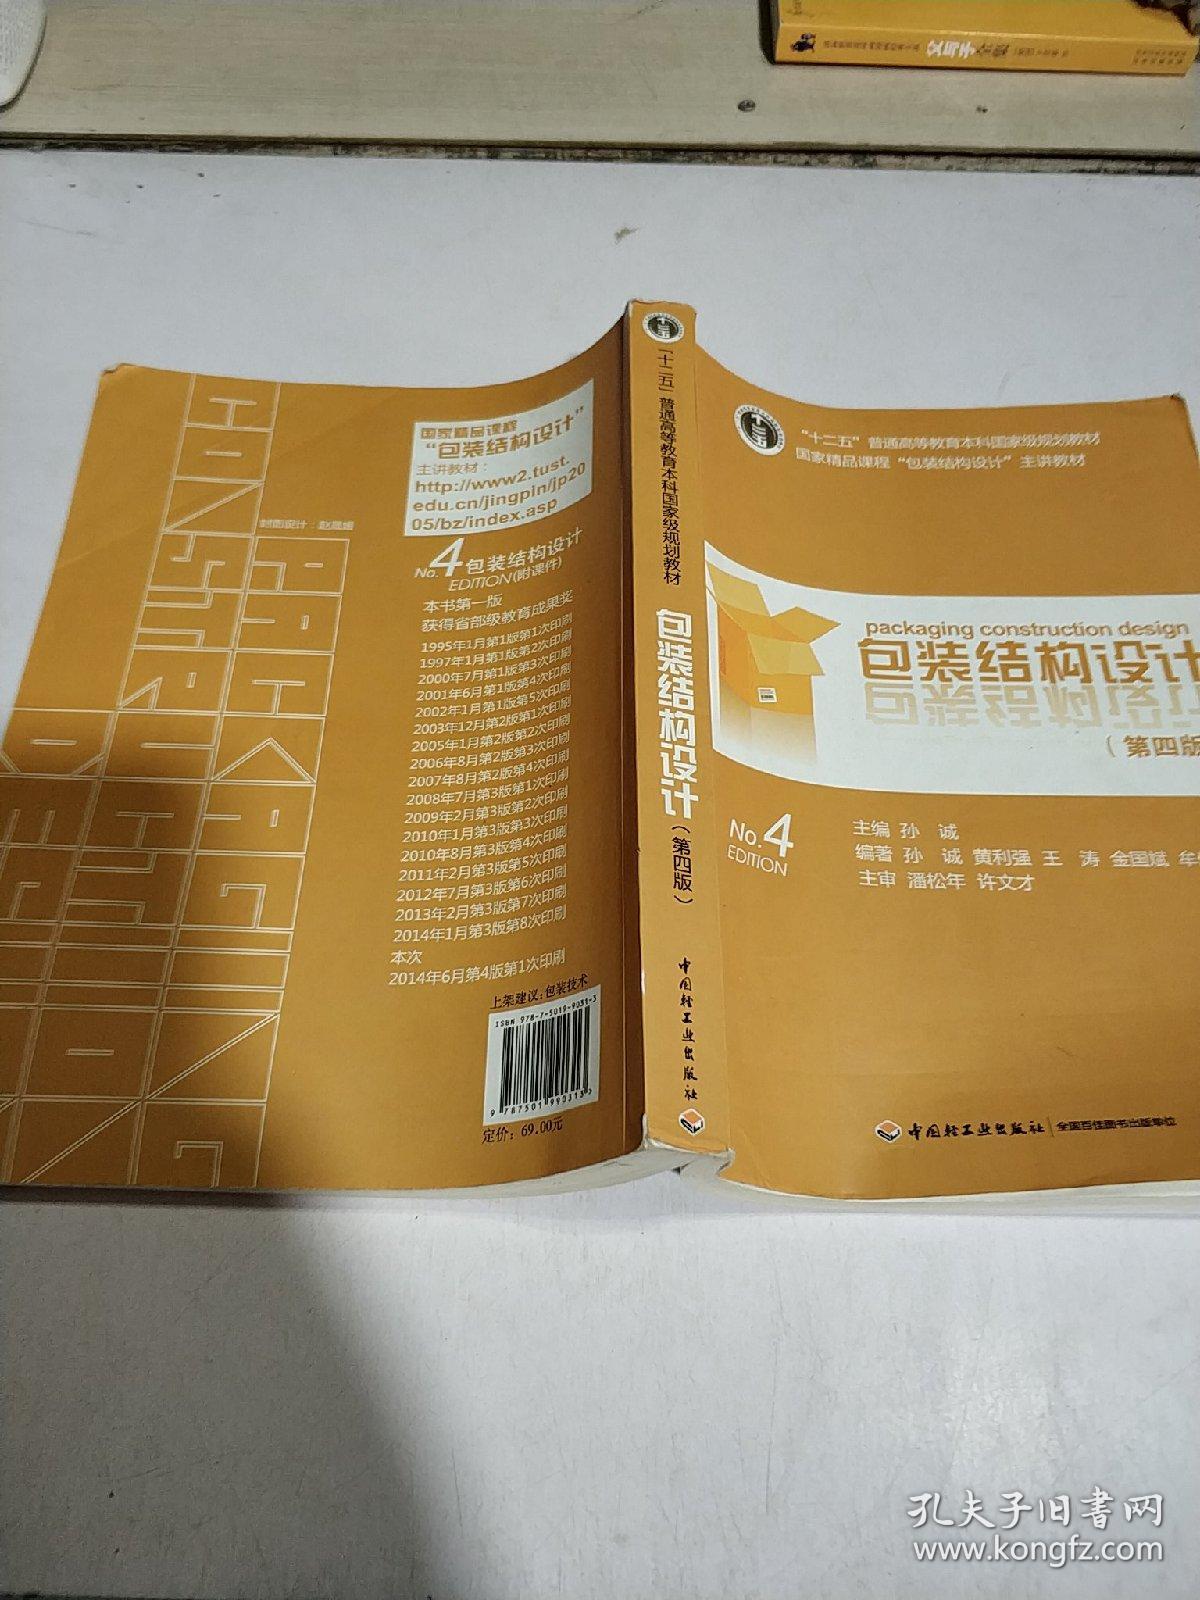 父与子
国家精品课程
“包装结构设计”
主讲教材：
http://www2.tust.
edu.cn/jingpin/jp20
05/bz/index.asp
No.4包装结构设计
EDITION(附课件)
本书第一版
获得省部级教育成果奖
1995年1月第1版第1次印刷
1997年1月第1版第2次印刷
2000年7月第1版第3次印刷
2001年6月第1版第4次印刷
2002年1月第1版第5次印刷
2003年12月第2版第1次印刷
2005年1月第2版第2次印刷
2006年8月第2版第3次印刷
2007年8月第2版第4次印刷
2008年7月第3版第1次印刷
2009年2月第3版第2次印刷
2010年1月第3版第3次印刷
2010年8月第3版第4次印刷
2011年2月第3版第5次印刷
2012年7月第3版第6次印刷
2013年2月第3版第7次印刷
2014年1月第3版第8次印刷
本次
2014年6月第4版第1次印刷
上架建议：包装技术
ISBN 978-7-5019-9031-3
9 787501 990313
定价：69.00元
PACKAGING
「十二五」普通高等教育本科国家级规划教材
包装结构设计
（第四版）
中国轻工业出版社
“十二五”普通高等教育本科国家级规划教材
国家精品课程“包装结构设计”主讲教材
packaging construction design
包装结构设计
（第四版
No.4
EDITION
主编 孙 诚
编著 孙 诚 黄利强 王 涛 金国斌 牟
主审 潘松年 许文才
中国轻工业出版社 全国百佳图书出版单位
孔夫子旧书网
www.kongfz.com